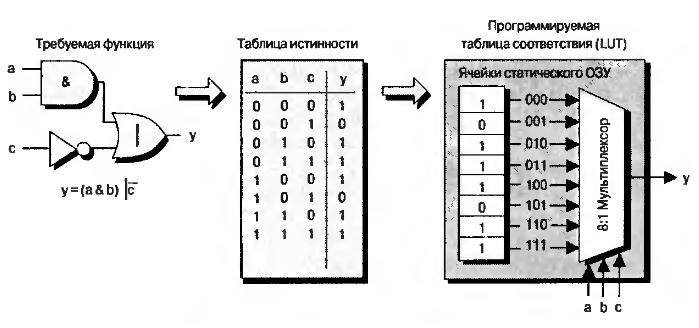 Требуемая функция
a
b
&
c
|
y
y = (a & b) | c̅
Таблица истинности
a b c y
0 0 0 1
0 0 1 0
0 1 0 1
0 1 1 1
1 0 0 1
1 0 1 0
1 1 0 1
1 1 1 1
Программируемая
таблица соответствия (LUT)
Ячейки статического ОЗУ
1 000
0 001
1 010
1 011
1 100
0 101
1 110
1 111
8:1 Мультиплексор
y
a b c